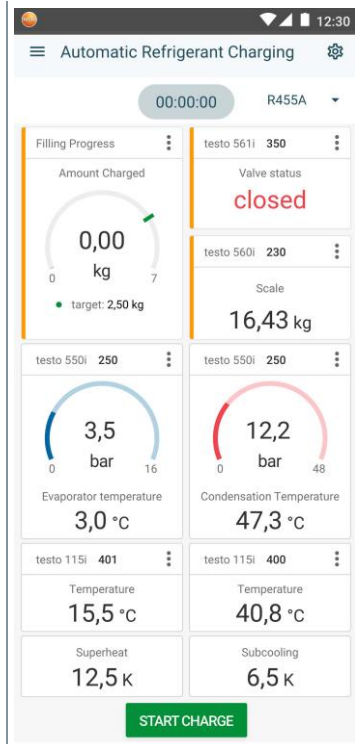 12:30
Automatic Refrigerant Charging
00:00:00
R455A
Filling Progress
Amount Charged
0,00
kg
0
7
target: 2,50 kg
testo 561i 350
Valve status
closed
testo 560i 230
Scale
16,43 kg
testo 550i 250
3,5
bar
0
16
Evaporator temperature
3,0 °C
testo 550i 250
12,2
bar
0
48
Condensation Temperature
47,3 °C
testo 115i 401
Temperature
15,5 °C
testo 115i 400
Temperature
40,8 °C
Superheat
12,5 K
Subcooling
6,5 K
START CHARGE